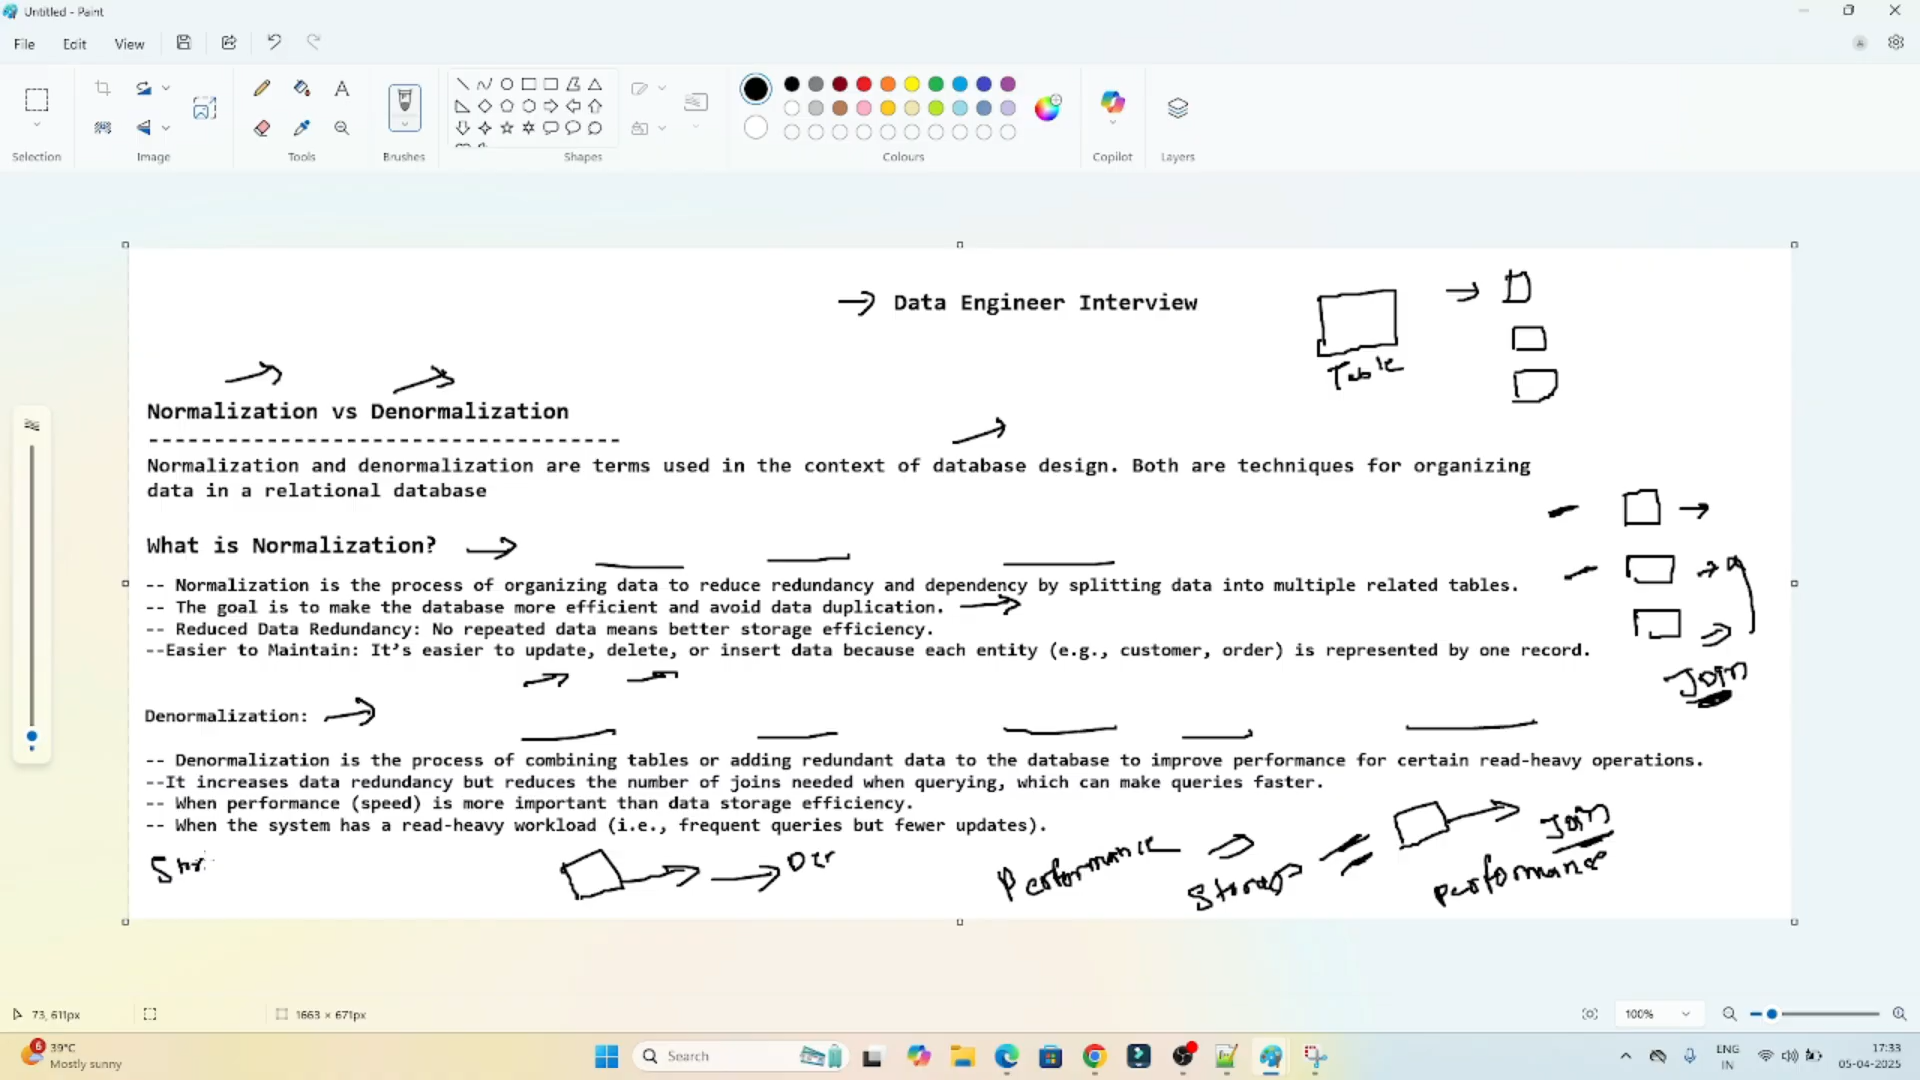 Untitled - Paint
File Edit View
Selection Image Tools Brushes Shapes Colours Copilot Layers
Data Engineer Interview
Table
Normalization vs Denormalization
-----------------------------------
Normalization and denormalization are terms used in the context of database design. Both are techniques for organizing
data in a relational database
What is Normalization?
-- Normalization is the process of organizing data to reduce redundancy and dependency by splitting data into multiple related tables.
-- The goal is to make the database more efficient and avoid data duplication.
-- Reduced Data Redundancy: No repeated data means better storage efficiency.
--Easier to Maintain: It's easier to update, delete, or insert data because each entity (e.g., customer, order) is represented by one record.
Join
Denormalization:
-- Denormalization is the process of combining tables or adding redundant data to the database to improve performance for certain read-heavy operations.
--It increases data redundancy but reduces the number of joins needed when querying, which can make queries faster.
-- When performance (speed) is more important than data storage efficiency.
-- When the system has a read-heavy workload (i.e., frequent queries but fewer updates).
Join
Performance
Performance
73, 611px 1663 × 671px 100%
39°C
Mostly sunny
Search
ENG
IN
17:33
05-04-2025